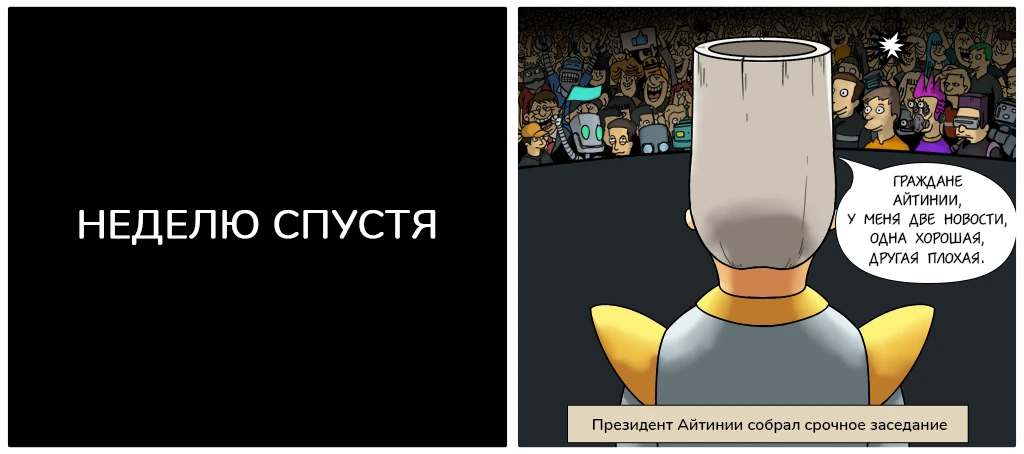 НЕДЕЛЮ СПУСТЯ
ГРАЖДАНЕ
АЙТИНИИ,
У МЕНЯ ДВЕ НОВОСТИ,
ОДНА ХОРОШАЯ,
ДРУГАЯ ПЛОХАЯ.
Президент Айтинии собрал срочное заседание